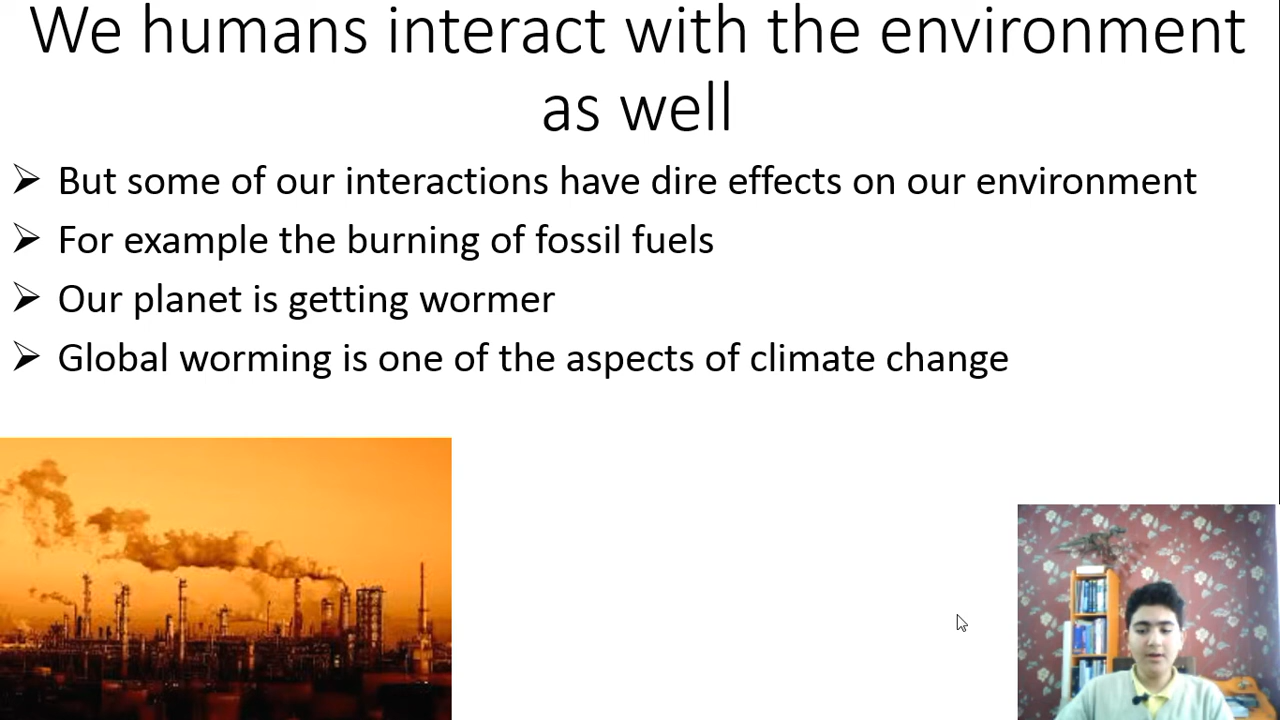 We humans interact with the environment
as well
➢ But some of our interactions have dire effects on our environment
➢ For example the burning of fossil fuels
➢ Our planet is getting wormer
➢ Global worming is one of the aspects of climate change